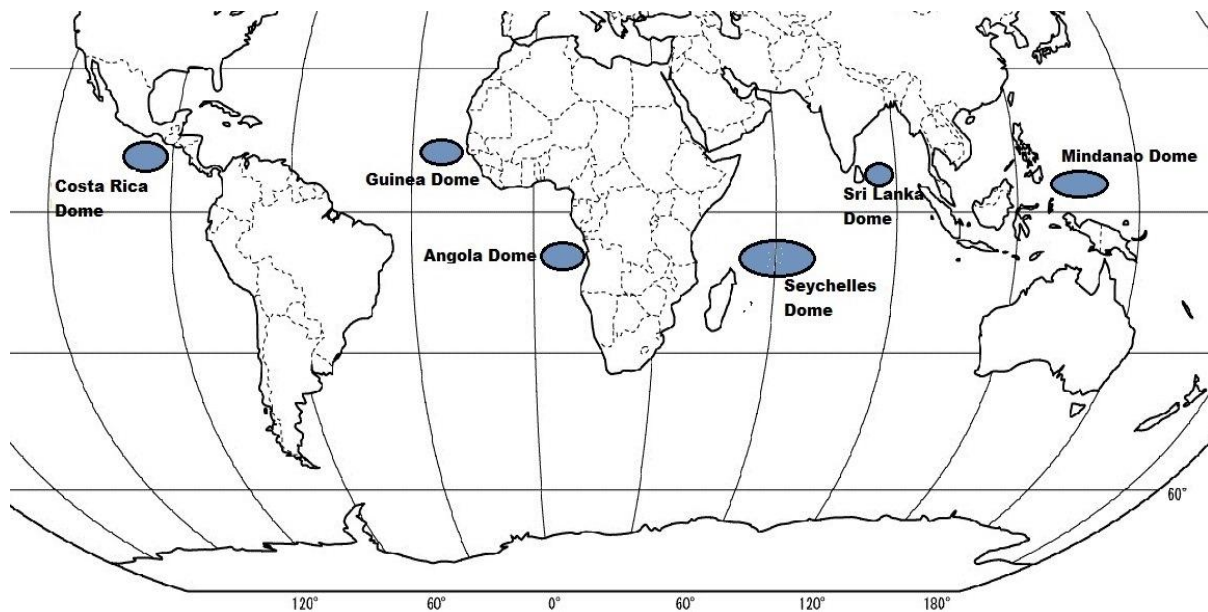 Mindanao Dome
Guinea Dome
Costa Rica
Dome
Sri Lanka
Dome
Angola Dome
Seychelles
Dome
60°
120° 60° 0° 60° 120° 180°